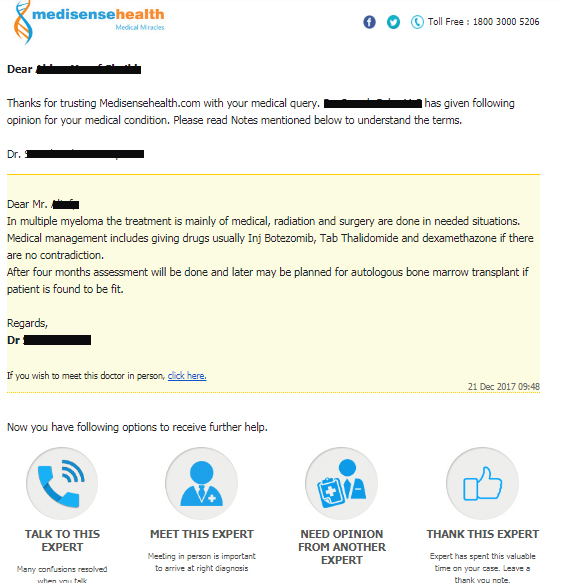 medisensehealth
Medical Miracles
Toll Free : 1800 3000 5206
Dear
Thanks for trusting Medisensehealth.com with your medical query. has given following
opinion for your medical condition. Please read Notes mentioned below to understand the terms.
Dr.
Dear Mr.
In multiple myeloma the treatment is mainly of medical, radiation and surgery are done in needed situations.
Medical management includes giving drugs usually Inj Botezomib, Tab Thalidomide and dexamethazone if there
are no contradiction.
After four months assessment will be done and later may be planned for autologous bone marrow transplant if
patient is found to be fit.
Regards,
Dr
If you wish to meet this doctor in person, click here.
21 Dec 2017 09:48
Now you have following options to receive further help.
TALK TO THIS
EXPERT
Many confusions resolved
when you talk
MEET THIS EXPERT
Meeting in person is important
to arrive at right diagnosis
NEED OPINION
FROM ANOTHER
EXPERT
THANK THIS EXPERT
Expert has spent this valuable
time on your case. Leave a
thank you note.